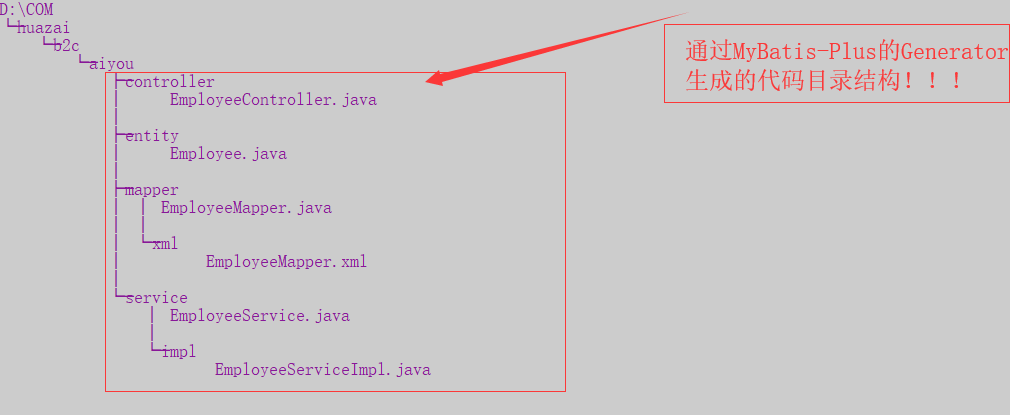 D:\COM
└─huazai
└─b2c
└─aiyou
├─controller
│ EmployeeController.java
│
├─entity
│ Employee.java
│
├─mapper
│ │ EmployeeMapper.java
│ │
│ └─xml
│ EmployeeMapper.xml
│
└─service
│ EmployeeService.java
│
└─impl
EmployeeServiceImpl.java
通过MyBatis-Plus的Generator
生成的代码目录结构！！！